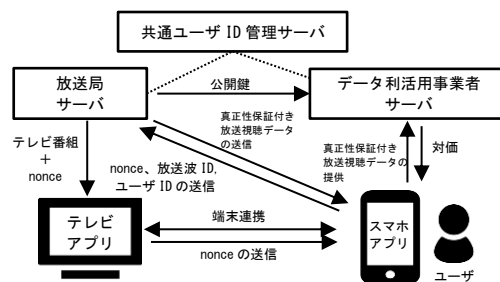 共通ユーザ ID 管理サーバ
放送局
サーバ
公開鍵
データ利活用事業者
サーバ
真正性保証付き
放送視聴データ
の送信
テレビ番組
＋
nonce
nonce、放送波 ID,
ユーザ ID の送信
真正性保証付き
放送視聴データの
提供
対価
テレビ
アプリ
端末連携
nonce の送信
スマホ
アプリ
ユーザ